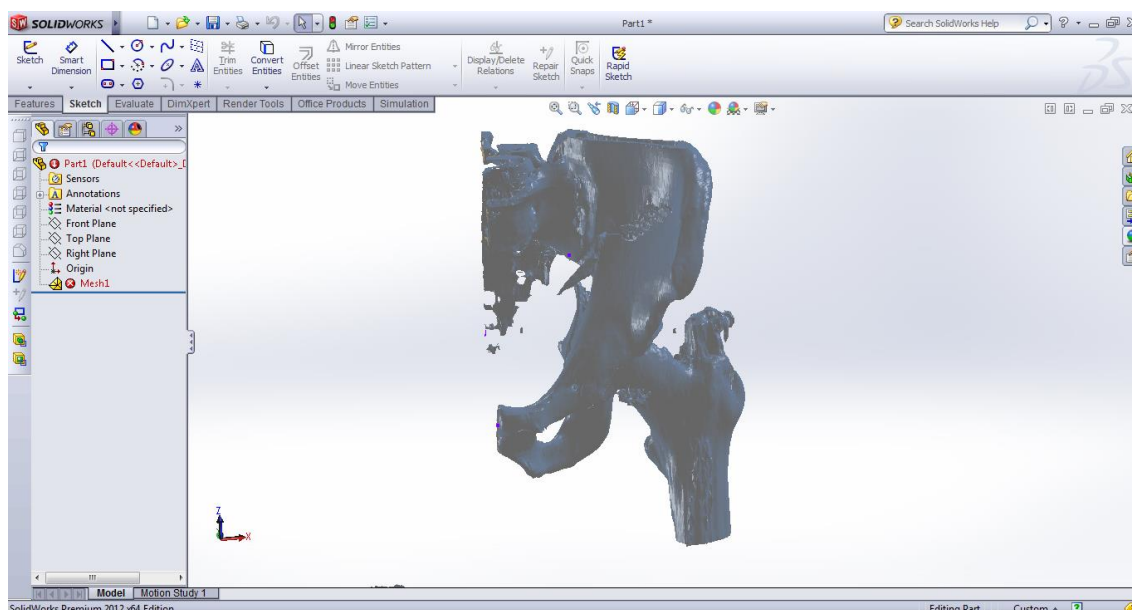 SOLIDWORKS
Part1 *
Search SolidWorks Help
Sketch
Smart Dimension
Trim Entities
Convert Entities
Offset Entities
Mirror Entities
Linear Sketch Pattern
Move Entities
Display/Delete Relations
Repair Sketch
Quick Snaps
Rapid Sketch
Features Sketch Evaluate DimXpert Render Tools Office Products Simulation
Part1 (Default<<Default>_D
Sensors
Annotations
Material <not specified>
Front Plane
Top Plane
Right Plane
Origin
Mesh1
Z
X
Model Motion Study 1
SolidWorks Premium 2012 x64 Edition
Editing Part
Custom